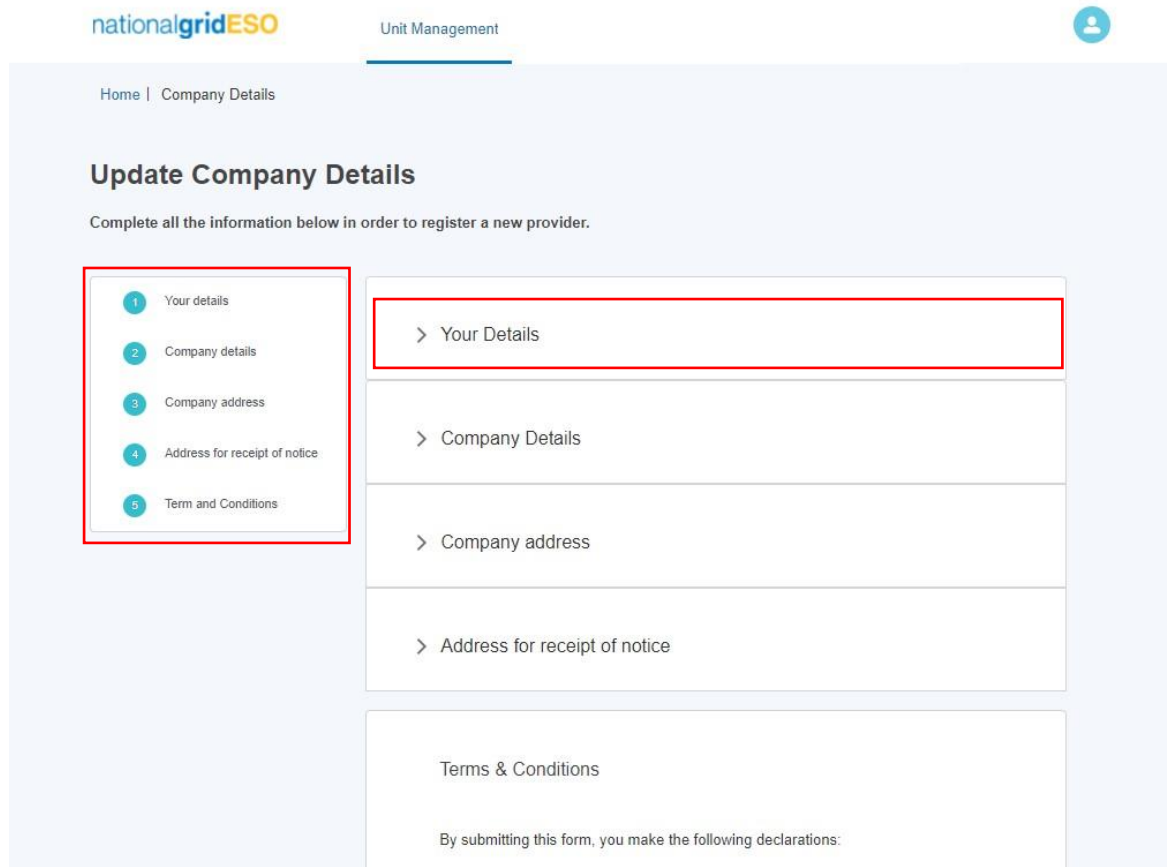 nationalgridESO
Unit Management
Home | Company Details
Update Company Details
Complete all the information below in order to register a new provider.
1 Your details
2 Company details
3 Company address
4 Address for receipt of notice
5 Term and Conditions
Your Details
Company Details
Company address
Address for receipt of notice
Terms & Conditions
By submitting this form, you make the following declarations: